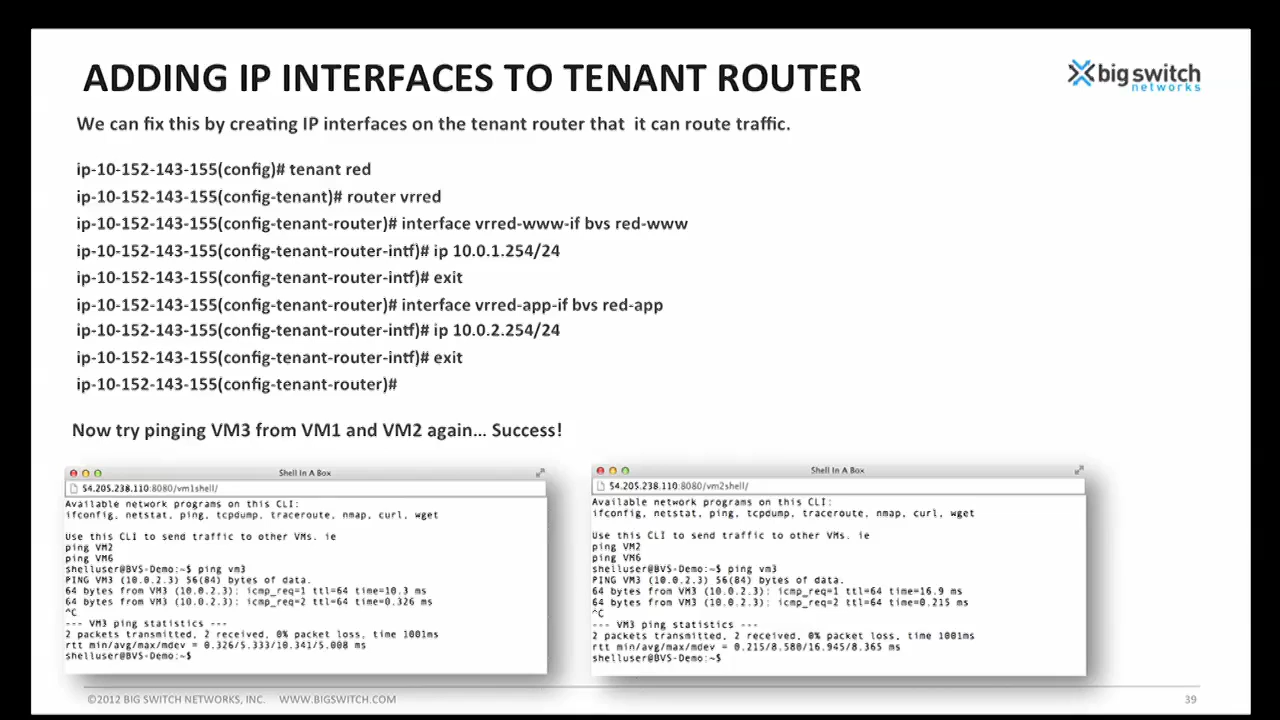 ADDING IP INTERFACES TO TENANT ROUTER
big switch
networks
We can fix this by creating IP interfaces on the tenant router that  it can route traffic.
ip-10-152-143-155(config)# tenant red
ip-10-152-143-155(config-tenant)# router vrred
ip-10-152-143-155(config-tenant-router)# interface vrred-www-if bvs red-www
ip-10-152-143-155(config-tenant-router-intf)# ip 10.0.1.254/24
ip-10-152-143-155(config-tenant-router-intf)# exit
ip-10-152-143-155(config-tenant-router)# interface vrred-app-if bvs red-app
ip-10-152-143-155(config-tenant-router-intf)# ip 10.0.2.254/24
ip-10-152-143-155(config-tenant-router-intf)# exit
ip-10-152-143-155(config-tenant-router)#
Now try pinging VM3 from VM1 and VM2 again… Success!
Shell In A Box
54.205.238.110:8080/vm1shell/
Available network programs on this CLI:
ifconfig, netstat, ping, tcpdump, traceroute, nmap, curl, wget
Use this CLI to send traffic to other VMs. ie
ping VM2
ping VM6
shelluser@BVS-Demo:~$ ping vm3
PING VM3 (10.0.2.3) 56(84) bytes of data.
64 bytes from VM3 (10.0.2.3): icmp_req=1 ttl=64 time=10.3 ms
64 bytes from VM3 (10.0.2.3): icmp_req=2 ttl=64 time=0.326 ms
^C
--- VM3 ping statistics ---
2 packets transmitted, 2 received, 0% packet loss, time 1001ms
rtt min/avg/max/mdev = 0.326/5.333/10.341/5.008 ms
shelluser@BVS-Demo:~$
Shell In A Box
54.205.238.110:8080/vm2shell/
Available network programs on this CLI:
ifconfig, netstat, ping, tcpdump, traceroute, nmap, curl, wget
Use this CLI to send traffic to other VMs. ie
ping VM2
ping VM6
shelluser@BVS-Demo:~$ ping vm3
PING VM3 (10.0.2.3) 56(84) bytes of data.
64 bytes from VM3 (10.0.2.3): icmp_req=1 ttl=64 time=16.9 ms
64 bytes from VM3 (10.0.2.3): icmp_req=2 ttl=64 time=0.215 ms
^C
--- VM3 ping statistics ---
2 packets transmitted, 2 received, 0% packet loss, time 1001ms
rtt min/avg/max/mdev = 0.215/8.580/16.945/8.365 ms
shelluser@BVS-Demo:~$
©2012 BIG SWITCH NETWORKS, INC.    WWW.BIGSWITCH.COM
39